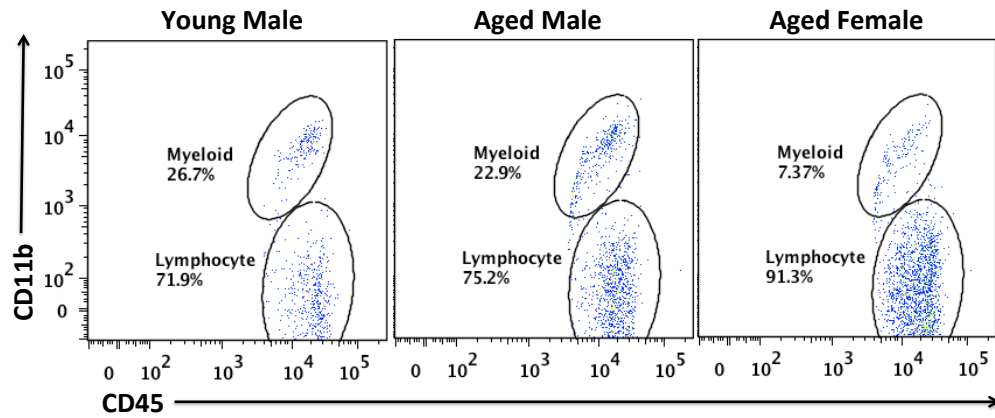 Young Male
Aged Male
Aged Female
CD11b
10^5
10^4
10^3
10^2
0
Myeloid
26.7%
Lymphocyte
71.9%
Myeloid
22.9%
Lymphocyte
75.2%
Myeloid
7.37%
Lymphocyte
91.3%
0 10^2 10^3 10^4 10^5
0 10^2 10^3 10^4 10^5
0 10^2 10^3 10^4 10^5
CD45